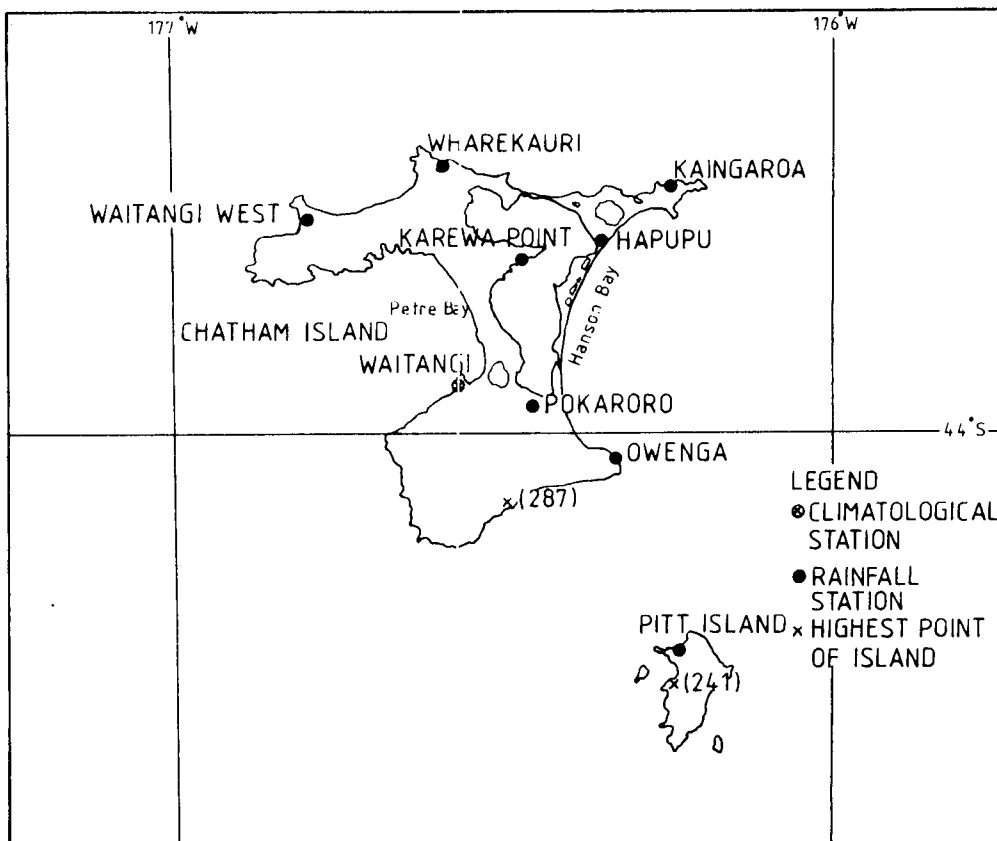 177°W
176°W
WHAREKAURI
KAINGAROA
WAITANGI WEST
KAREWA POINT
HAPUPU
Petre Bay
Hanson Bay
CHATHAM ISLAND
WAITANGI
POKARORO
44°S
OWENGA
×(287)
LEGEND
CLIMATOLOGICAL
STATION
RAINFALL
STATION
× HIGHEST POINT
OF ISLAND
PITT ISLAND
×(241)